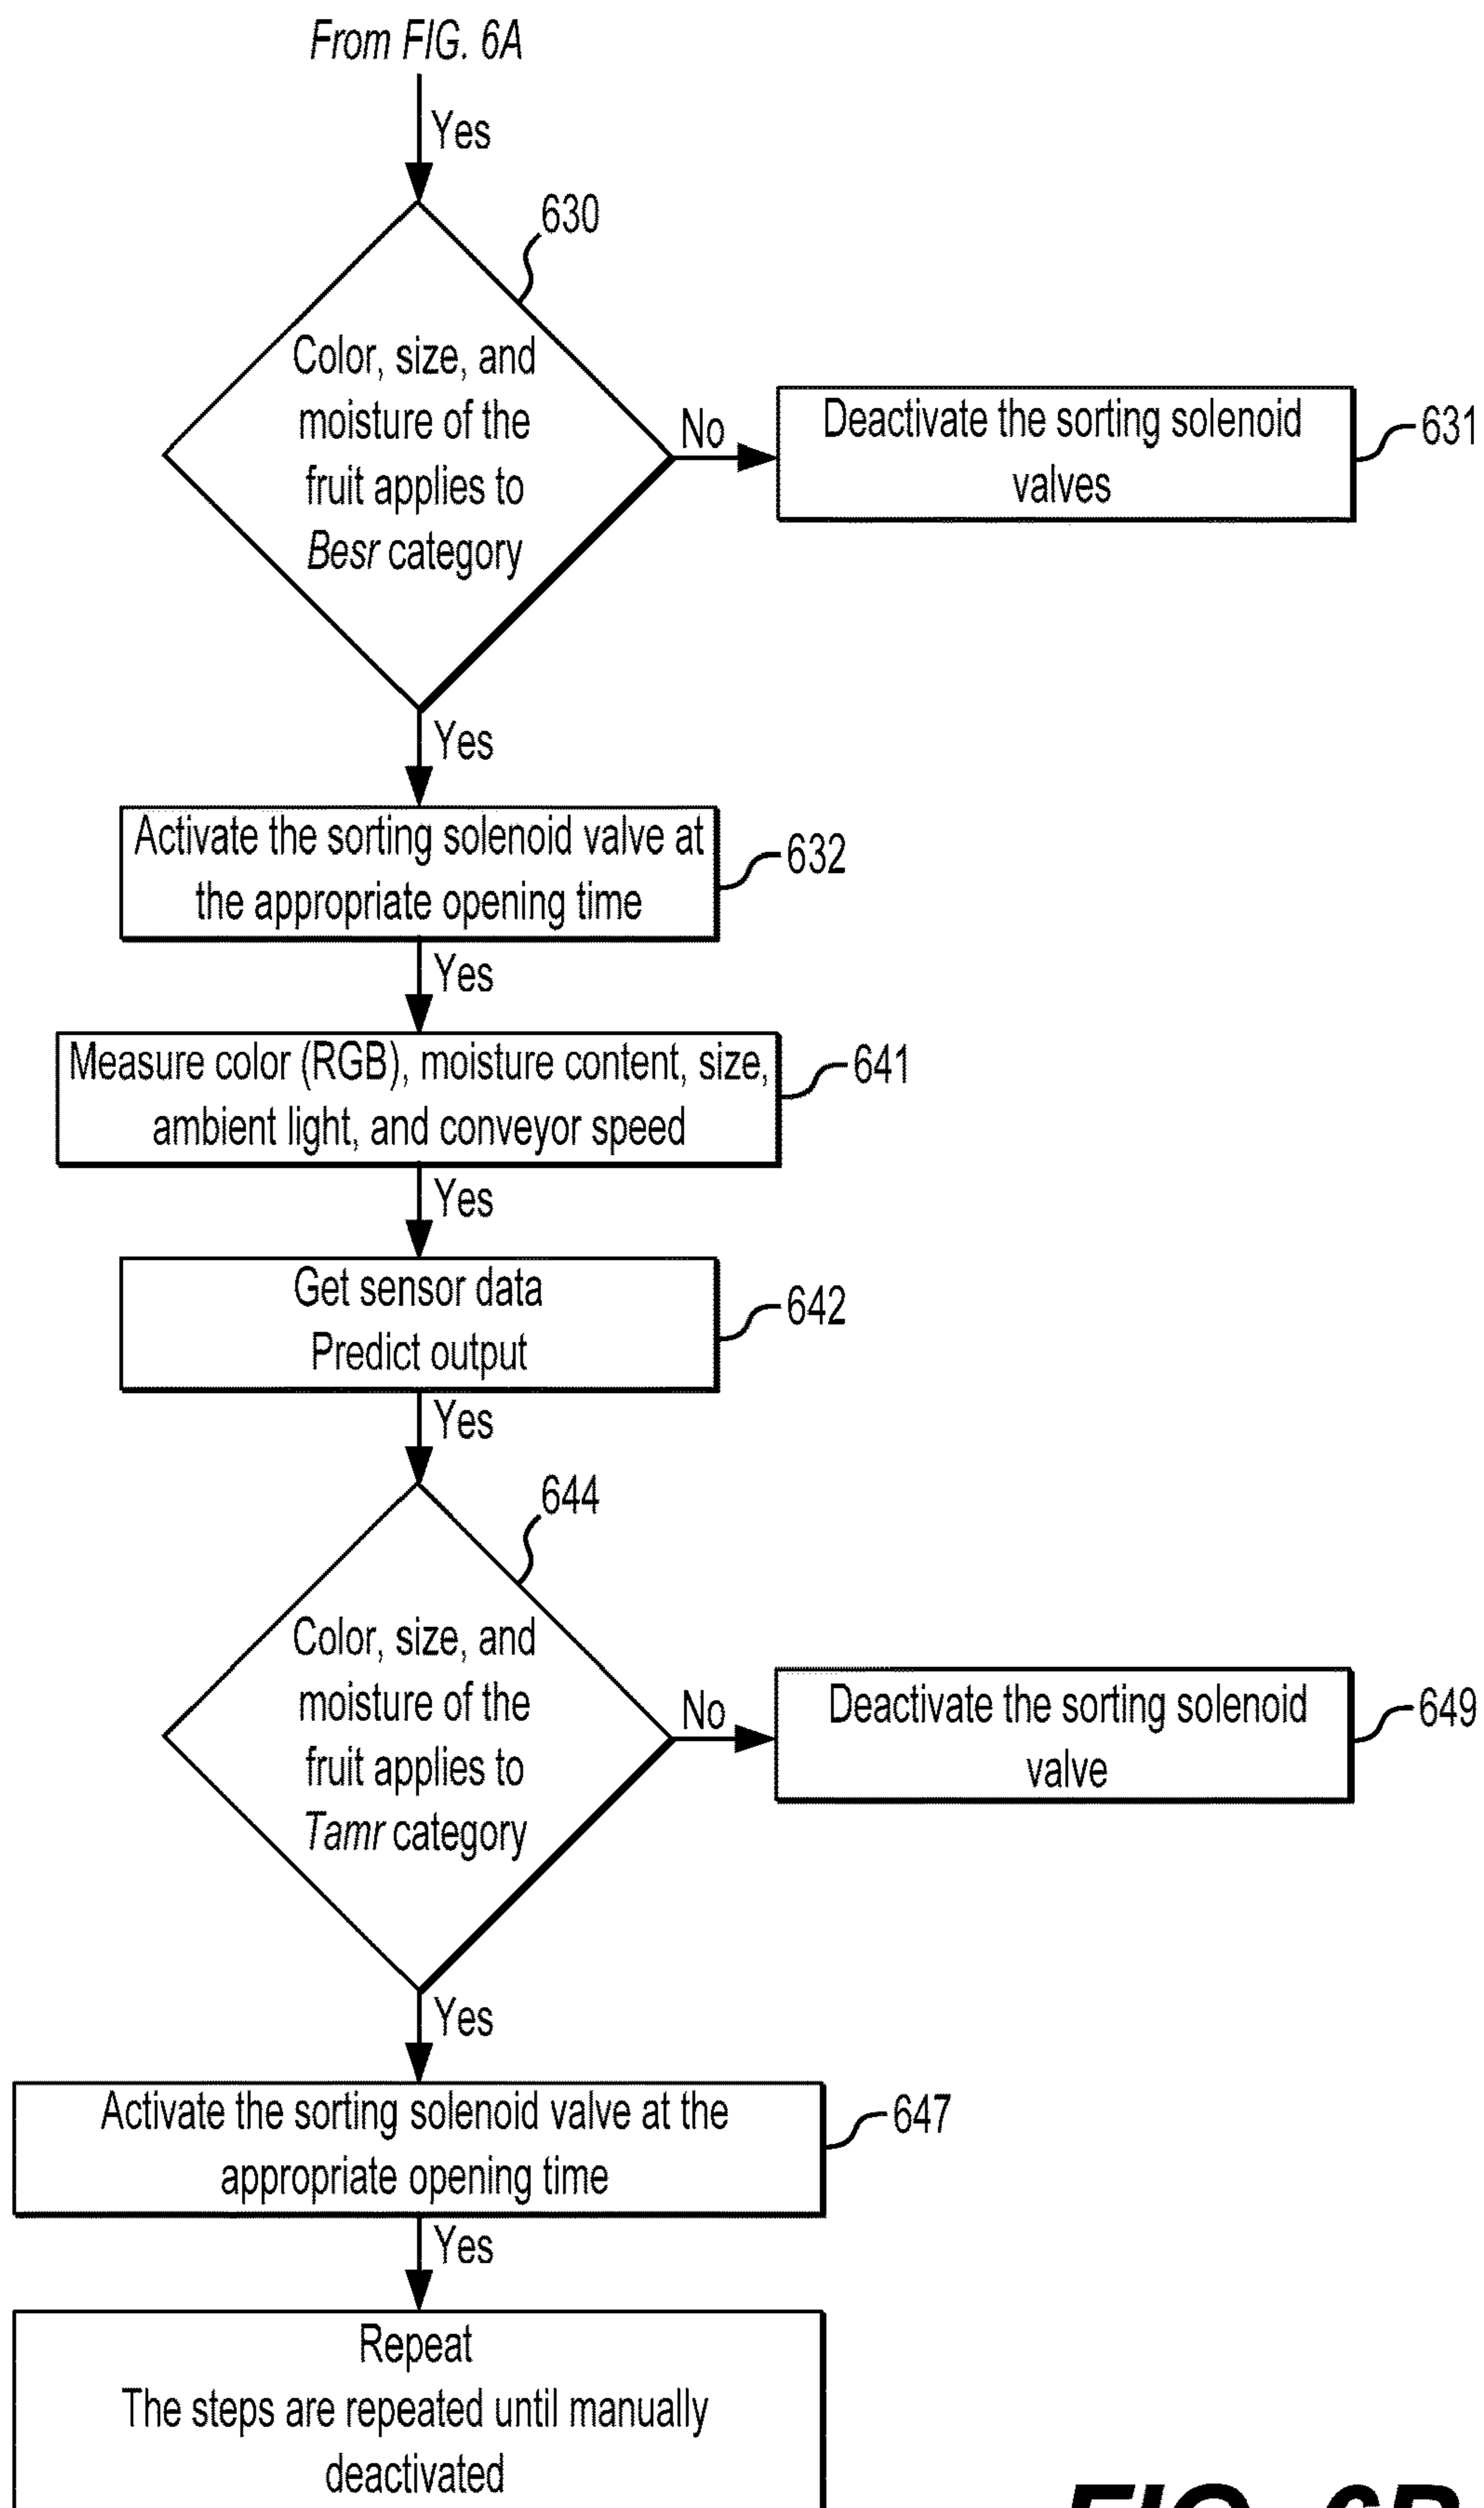 From FIG. 6A
Yes
630
Color, size, and
moisture of the
fruit applies to
Besr category
No
Deactivate the sorting solenoid
valves
631
Yes
Activate the sorting solenoid valve at
the appropriate opening time
632
Yes
Measure color (RGB), moisture content, size,
ambient light, and conveyor speed
641
Yes
Get sensor data
Predict output
642
Yes
644
Color, size, and
moisture of the
fruit applies to
Tamr category
No
Deactivate the sorting solenoid
valve
649
Yes
Activate the sorting solenoid valve at the
appropriate opening time
647
Yes
Repeat
The steps are repeated until manually
deactivated